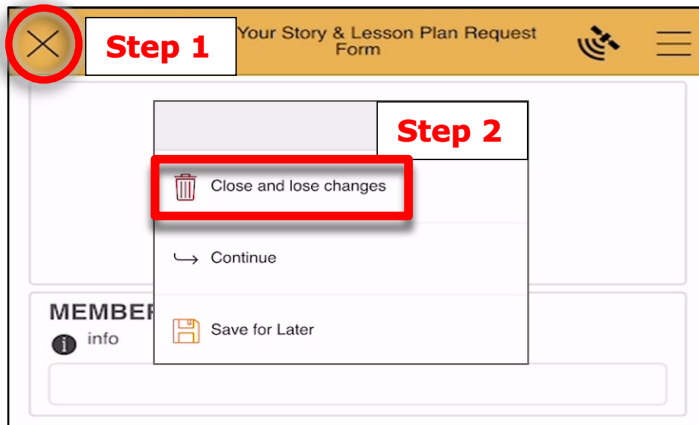 Step 1
Your Story & Lesson Plan Request
Form
Step 2
Close and lose changes
Continue
Save for Later
MEMBER
info